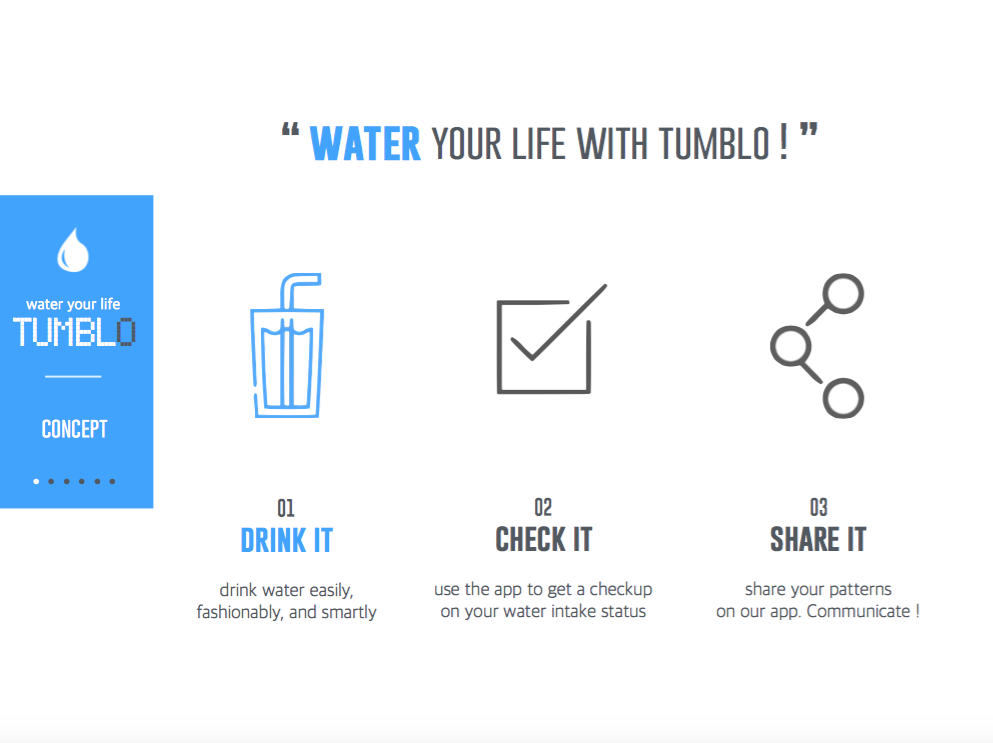 “ WATER YOUR LIFE WITH TUMBLO ! ”
water your life
TUMBLO
CONCEPT
01
DRINK IT
drink water easily,
fashionably, and smartly
02
CHECK IT
use the app to get a checkup
on your water intake status
03
SHARE IT
share your patterns
on our app. Communicate !